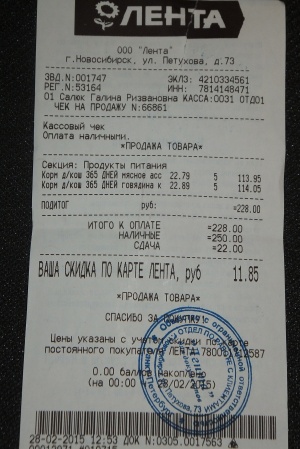 ЛЕНТА
ООО "Лента"
г.Новосибирск, ул. Петухова, д.73
ЗВД.N:001747 ЭКЛЗ: 4210334561
РЕГ.N:53164 ИНН: 7814148471
01 Салек Галина Ризвановна КАССА:0031 ОТД01
ЧЕК НА ПРОДАЖУ N:66861
Кассовый чек
Оплата наличными.
*ПРОДАЖА ТОВАРА*
Секция: Продукты питания
Корм д/кош 365 ДНЕЙ мясное асс 22.79 5 113.95
Корм д/кош 365 ДНЕЙ говядина к 22.89 5 114.05
ПОДИТОГ руб: =228.00
ИТОГО К ОПЛАТЕ =228.00
НАЛИЧНЫЕ =250.00
СДАЧА =22.00
ВАША СКИДКА ПО КАРТЕ ЛЕНТА, руб 11.85
*ПРОДАЖА ТОВАРА*
СПАСИБО ЗА ПОКУПКУ!
Цены указаны с учетом скидки по карте
постоянного покупателя ЛЕНТА
0.00 баллов накоплено
(на 00:00 28/02/2015)
28-02-2015 12:53 ДОК N:0305.0017563